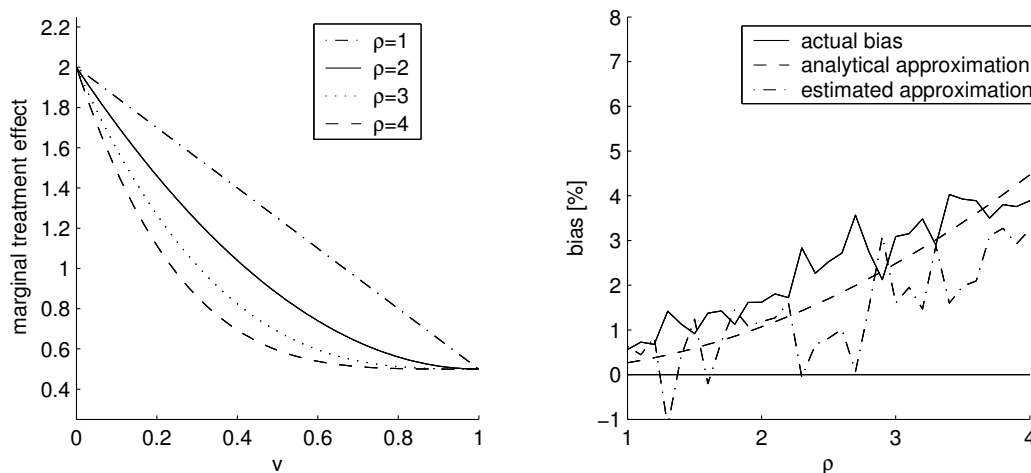 2.2
2
1.8
1.6
1.4
1.2
1
0.8
0.6
0.4
marginal treatment effect
0
0.2
0.4
0.6
0.8
1
v
ρ=1
ρ=2
ρ=3
ρ=4
8
7
6
5
4
3
2
1
0
−1
bias [%]
1
2
3
4
ρ
actual bias
analytical approximation
estimated approximation